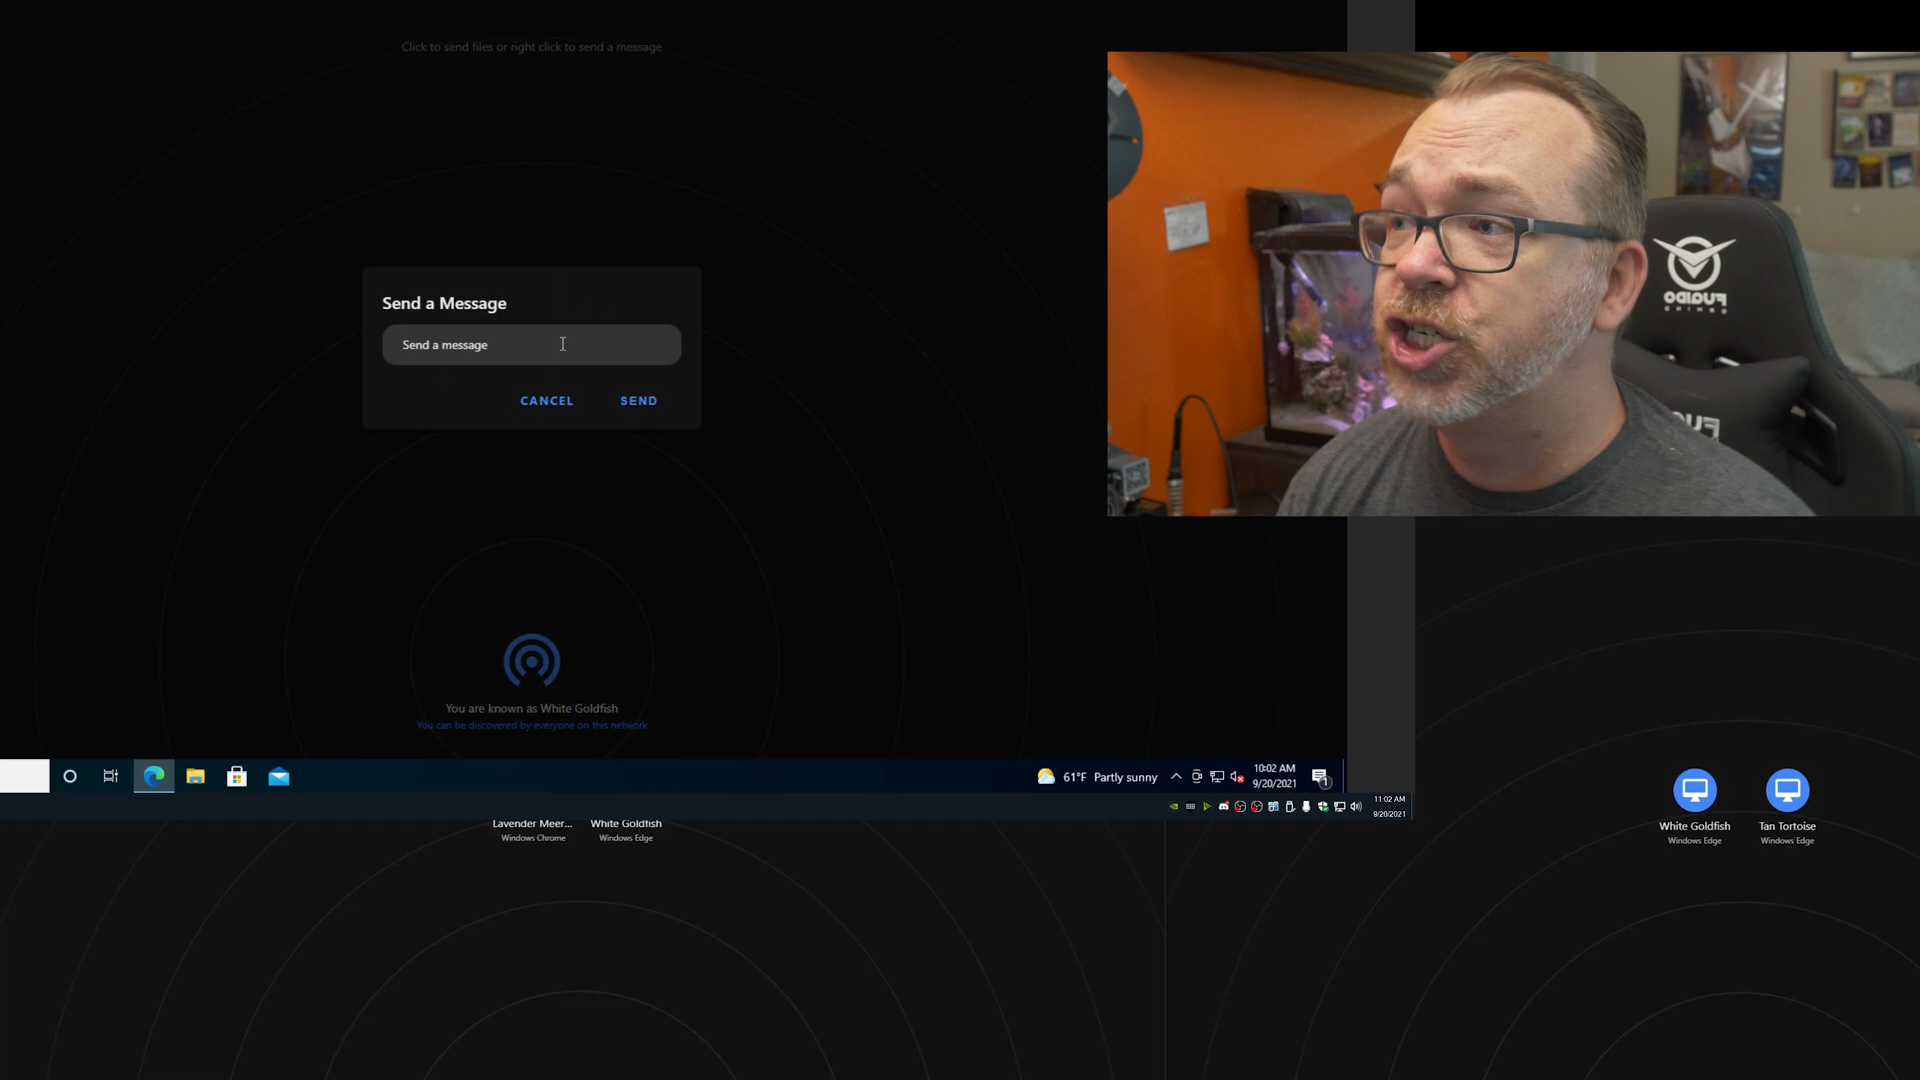 Click to send files or right click to send a message
Send a Message
Send a message
CANCEL
SEND
You are known as White Goldfish
You can be discovered by everyone on this network
61°F Partly sunny
10:02 AM
9/20/2021
1
11:02 AM
9/20/2021
Lavender Meer...
Windows Chrome
White Goldfish
Windows Edge
White Goldfish
Windows Edge
Tan Tortoise
Windows Edge